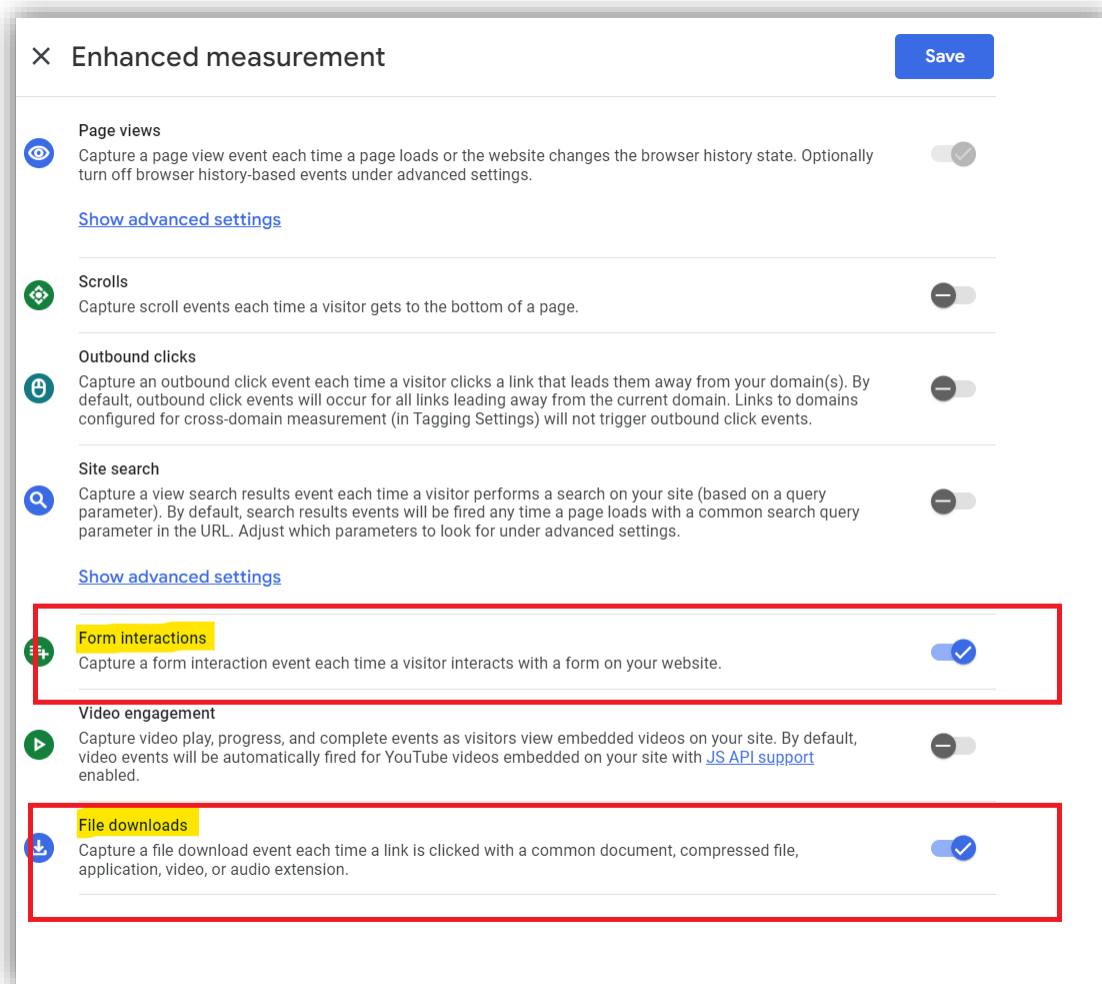 Enhanced measurement
Save
Page views
Capture a page view event each time a page loads or the website changes the browser history state. Optionally
turn off browser history-based events under advanced settings.
Show advanced settings
Scrolls
Capture scroll events each time a visitor gets to the bottom of a page.
Outbound clicks
Capture an outbound click event each time a visitor clicks a link that leads them away from your domain(s). By
default, outbound click events will occur for all links leading away from the current domain. Links to domains
configured for cross-domain measurement (in Tagging Settings) will not trigger outbound click events.
Site search
Capture a view search results event each time a visitor performs a search on your site (based on a query
parameter). By default, search results events will be fired any time a page loads with a common search query
parameter in the URL. Adjust which parameters to look for under advanced settings.
Show advanced settings
Form interactions
Capture a form interaction event each time a visitor interacts with a form on your website.
Video engagement
Capture video play, progress, and complete events as visitors view embedded videos on your site. By default,
video events will be automatically fired for YouTube videos embedded on your site with JS API support
enabled.
File downloads
Capture a file download event each time a link is clicked with a common document, compressed file,
application, video, or audio extension.